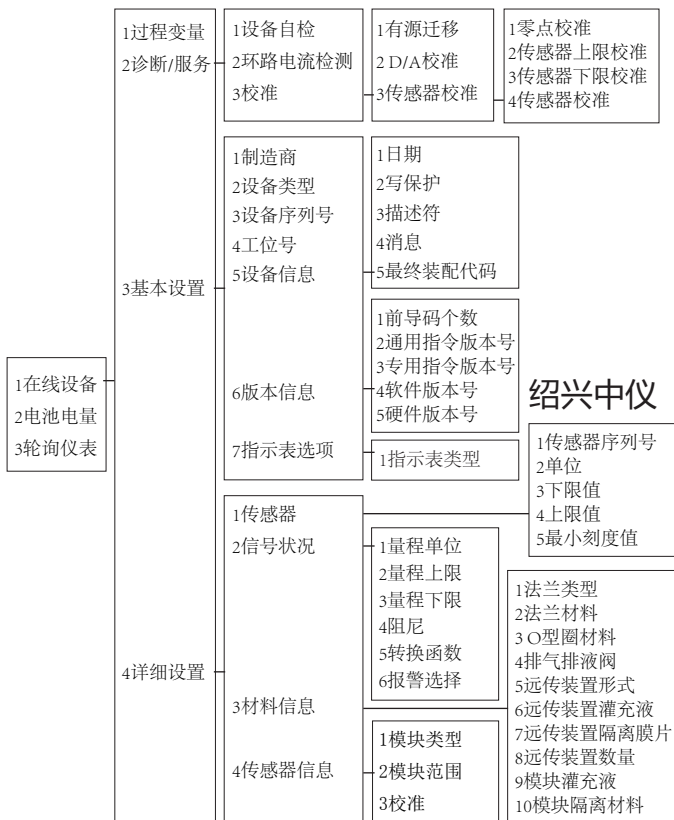 1在线设备
2电池电量
3轮询仪表
1过程变量
2诊断/服务
3基本设置
4详细设置
1设备自检
2环路电流检测
3校准
1有源迁移
2 D/A校准
3传感器校准
1零点校准
2传感器上限校准
3传感器下限校准
4传感器校准
1制造商
2设备类型
3设备序列号
4工位号
5设备信息
6版本信息
7指示表选项
1日期
2写保护
3描述符
4消息
5最终装配代码
1前导码个数
2通用指令版本号
3专用指令版本号
4软件版本号
5硬件版本号
1指示表类型
绍兴中仪
1传感器
2信号状况
3材料信息
4传感器信息
1传感器序列号
2单位
3下限值
4上限值
5最小刻度值
1量程单位
2量程上限
3量程下限
4阻尼
5转换函数
6报警选择
1法兰类型
2法兰材料
3 O型圈材料
4排气排液阀
5远传装置形式
6远传装置灌充液
7远传装置隔离膜片
8远传装置数量
9模块灌充液
10模块隔离材料
1模块类型
2模块范围
3校准